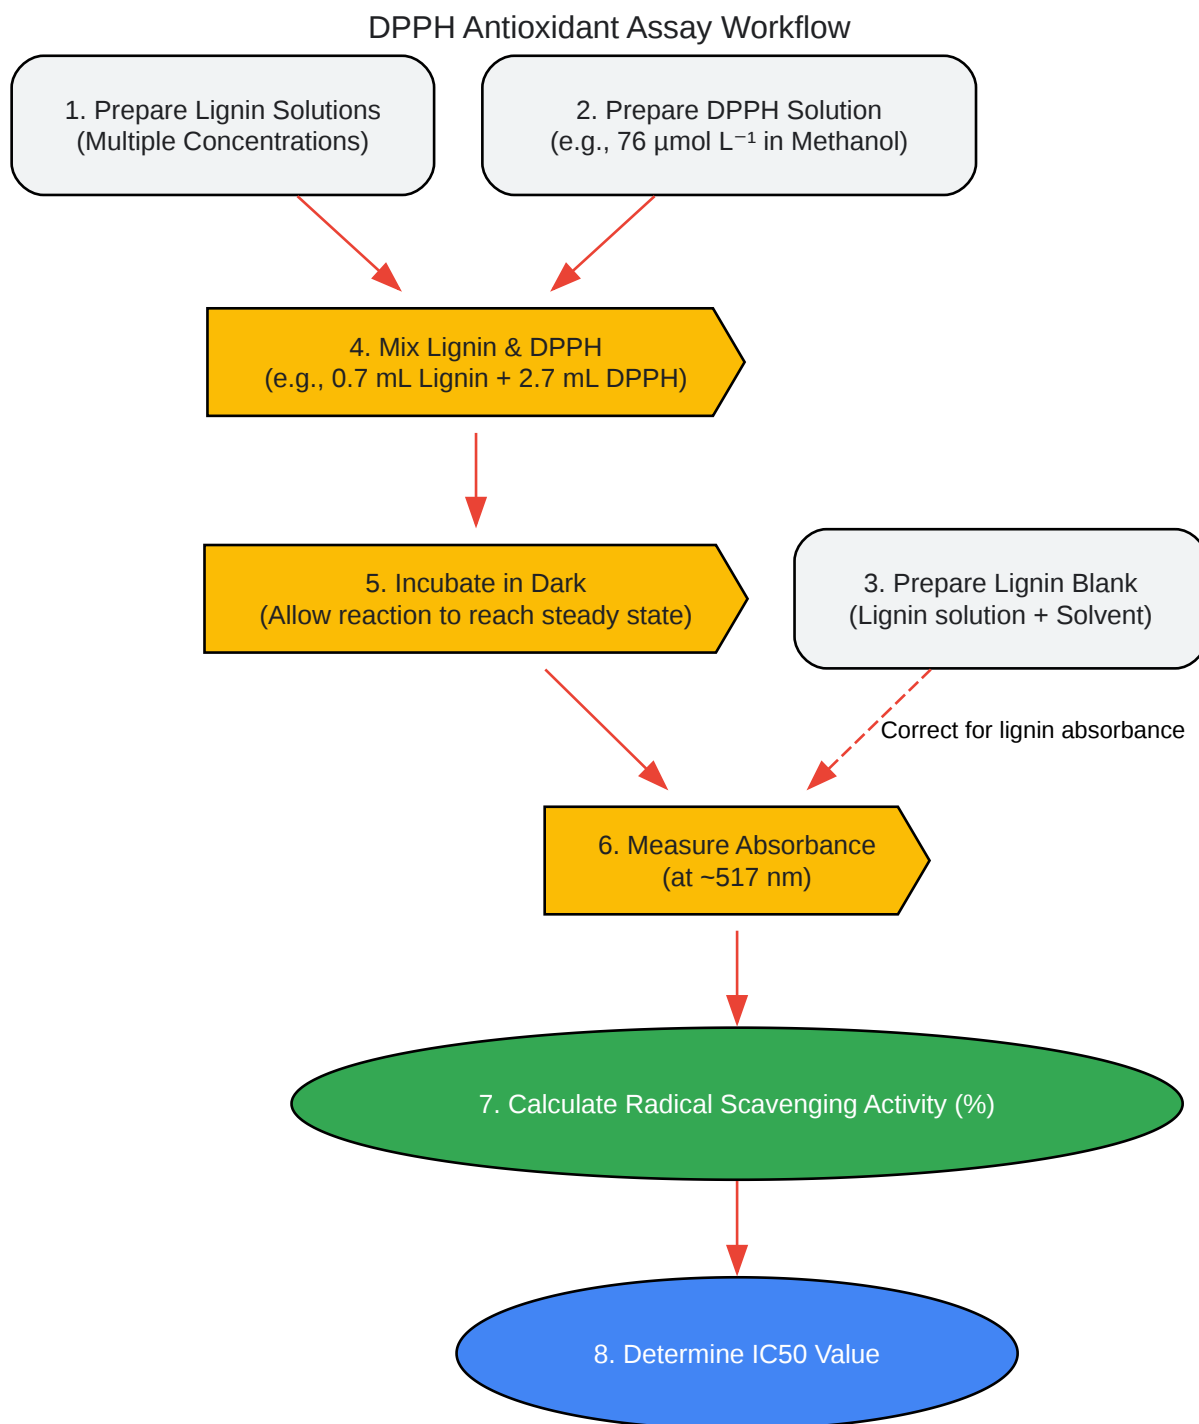 DPPH Antioxidant Assay Workflow
1. Prepare Lignin Solutions
(Multiple Concentrations)
2. Prepare DPPH Solution
(e.g., 76 µmol L⁻¹ in Methanol)
4. Mix Lignin & DPPH
(e.g., 0.7 mL Lignin + 2.7 mL DPPH)
5. Incubate in Dark
(Allow reaction to reach steady state)
3. Prepare Lignin Blank
(Lignin solution + Solvent)
Correct for lignin absorbance
6. Measure Absorbance
(at ~517 nm)
7. Calculate Radical Scavenging Activity (%)
8. Determine IC50 Value